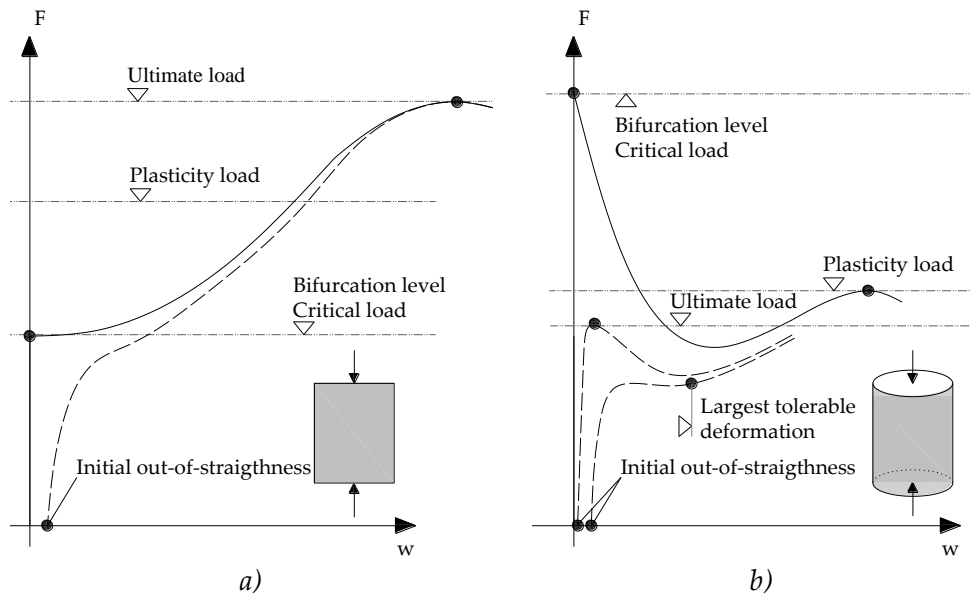 F
Ultimate load
Plasticity load
Bifurcation level
Critical load
Initial out-of-straigthness
w
a)
F
Bifurcation level
Critical load
Plasticity load
Ultimate load
Largest tolerable
deformation
Initial out-of-straigthness
w
b)